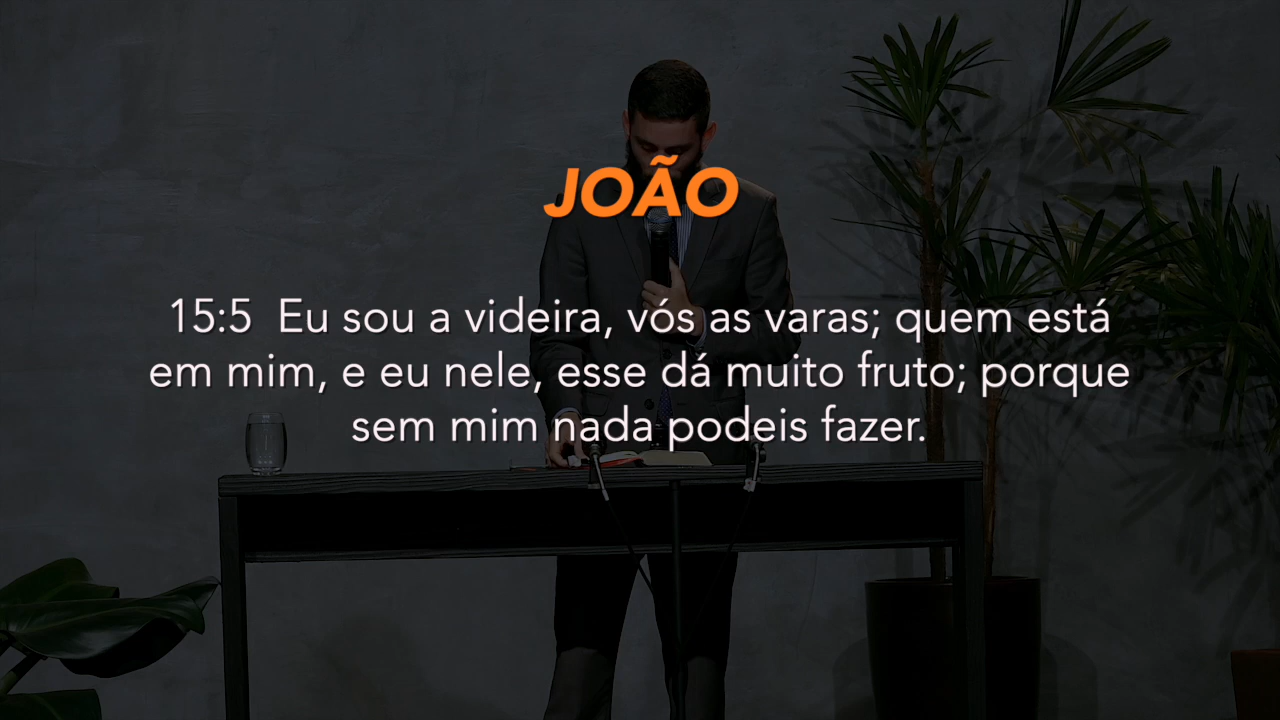 JOÃO
15:5 Eu sou a videira, vós as varas; quem está
em mim, e eu nele, esse dá muito fruto; porque
sem mim nada podeis fazer.